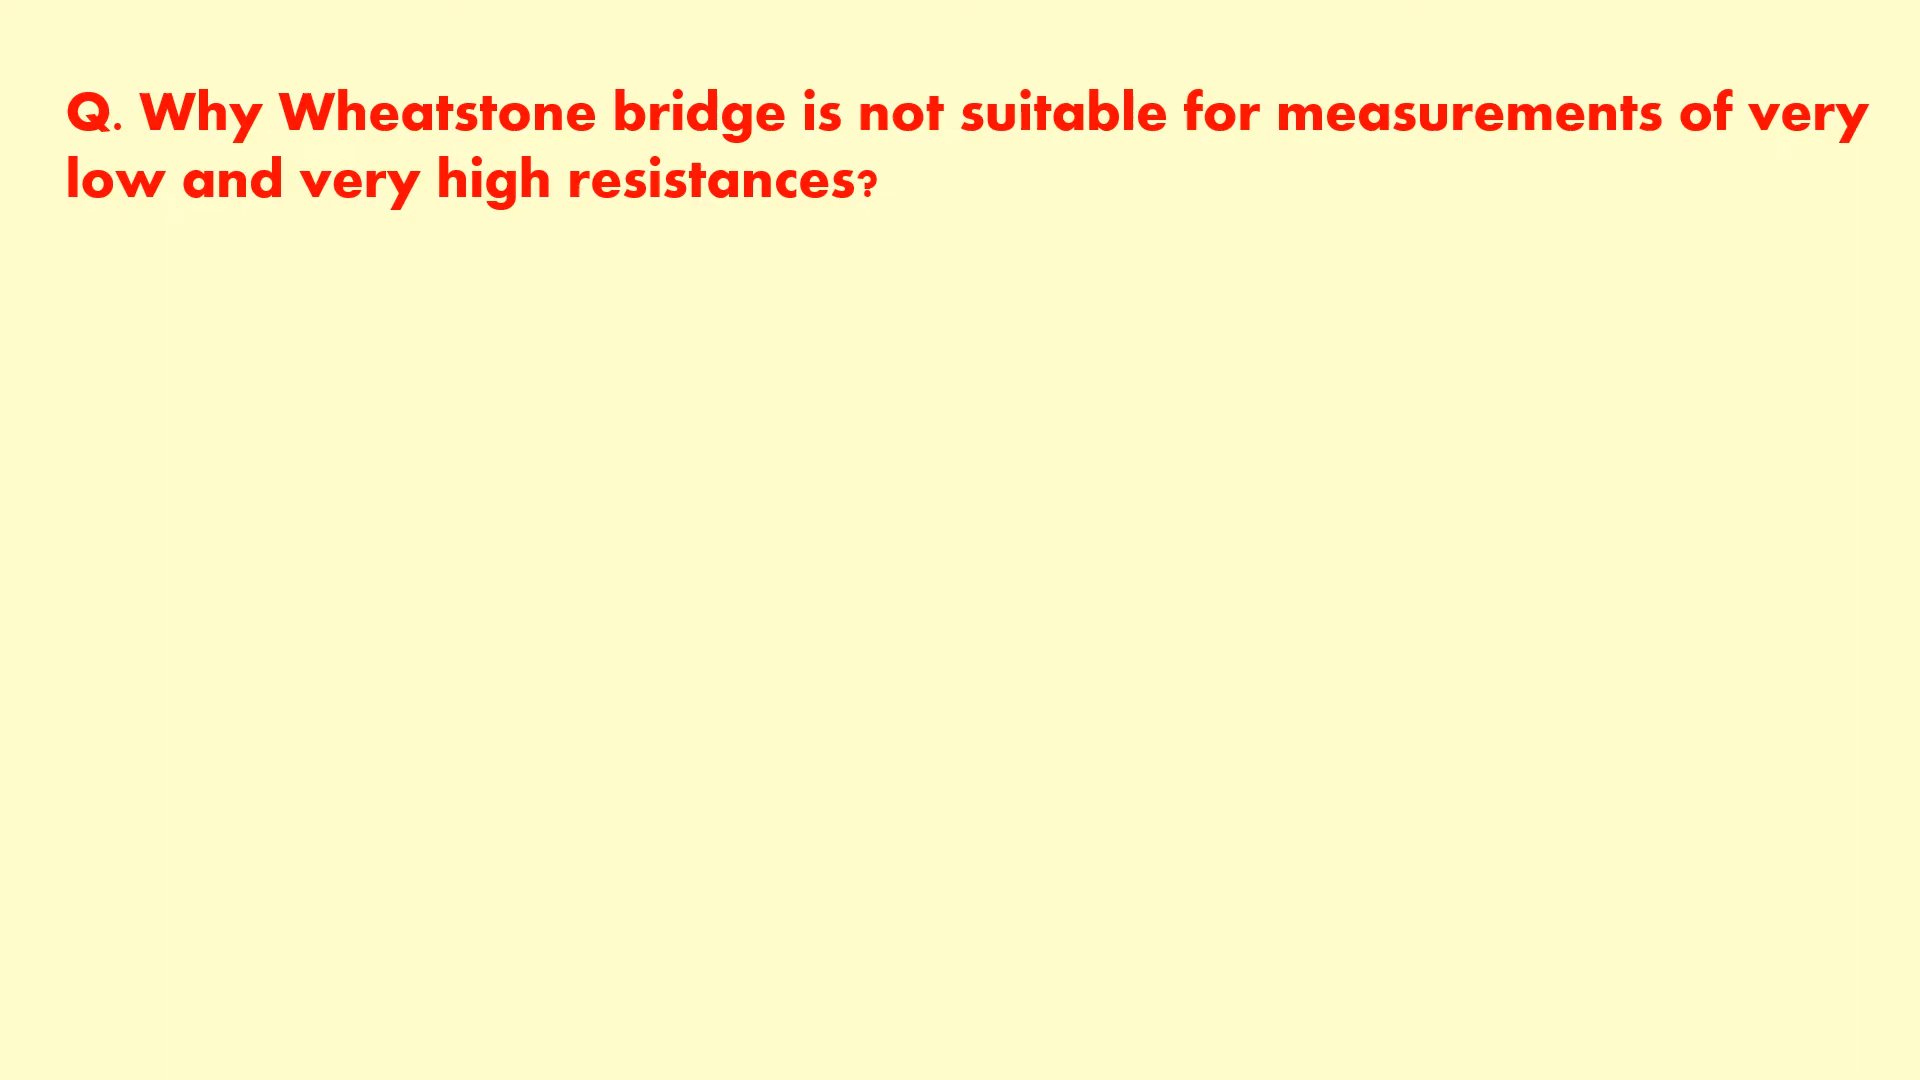 Q. Why Wheatstone bridge is not suitable for measurements of very
low and very high resistances?